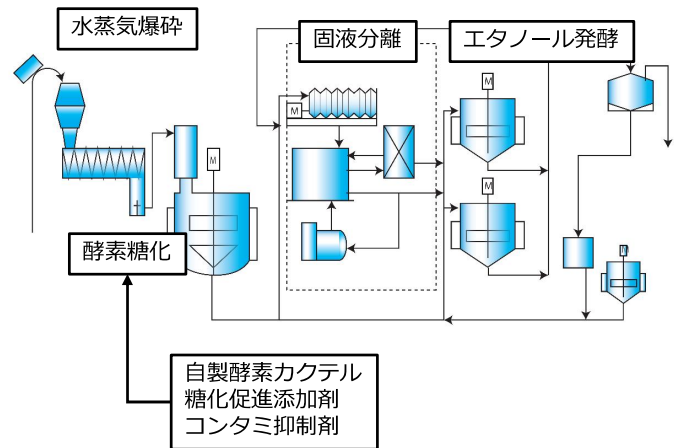 水蒸気爆砕
固液分離
エタノール発酵
M
M
M
M
M
酵素糖化
自製酵素カクテル
糖化促進添加剤
コンタミ抑制剤